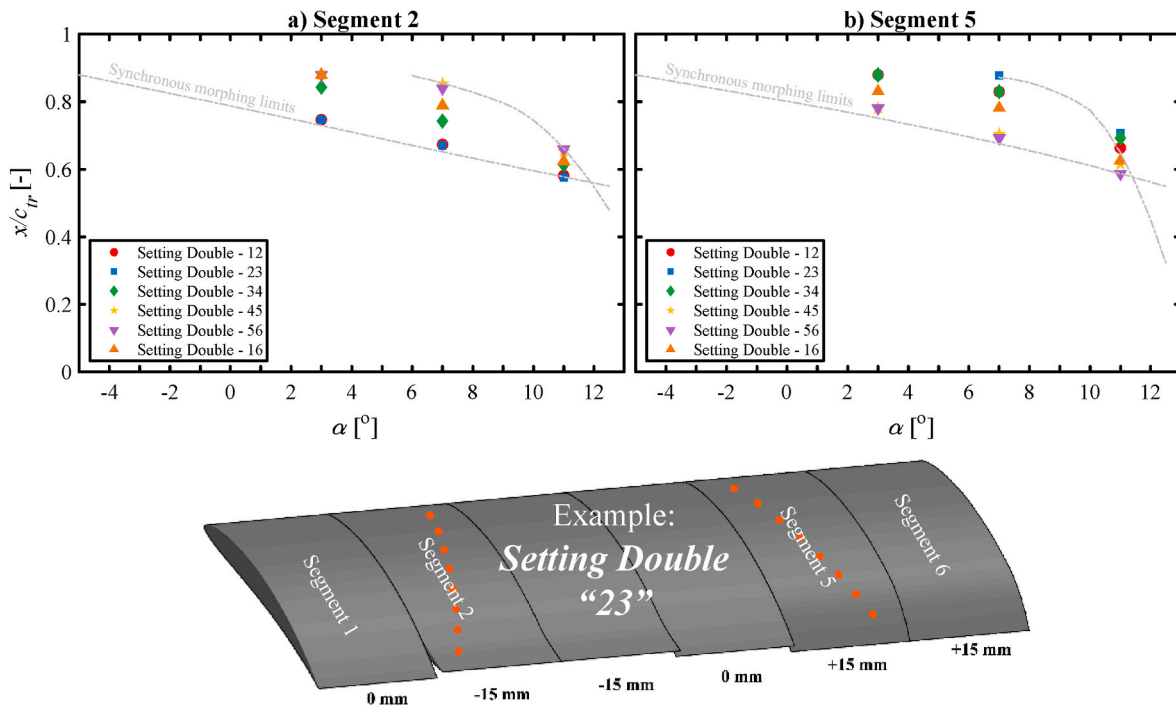 a) Segment 2
b) Segment 5
1
0.8
0.6
0.4
0.2
0
x/c_tr [-]
Synchronous morphing limits
Synchronous morphing limits
Setting Double - 12
Setting Double - 23
Setting Double - 34
Setting Double - 45
Setting Double - 56
Setting Double - 16
Setting Double - 12
Setting Double - 23
Setting Double - 34
Setting Double - 45
Setting Double - 56
Setting Double - 16
-4 -2 0 2 4 6 8 10 12
-4 -2 0 2 4 6 8 10 12
α [°]
α [°]
Segment 1
Segment 2
Example:
Setting Double
“23”
Segment 5
Segment 6
0 mm
-15 mm
-15 mm
0 mm
+15 mm
+15 mm